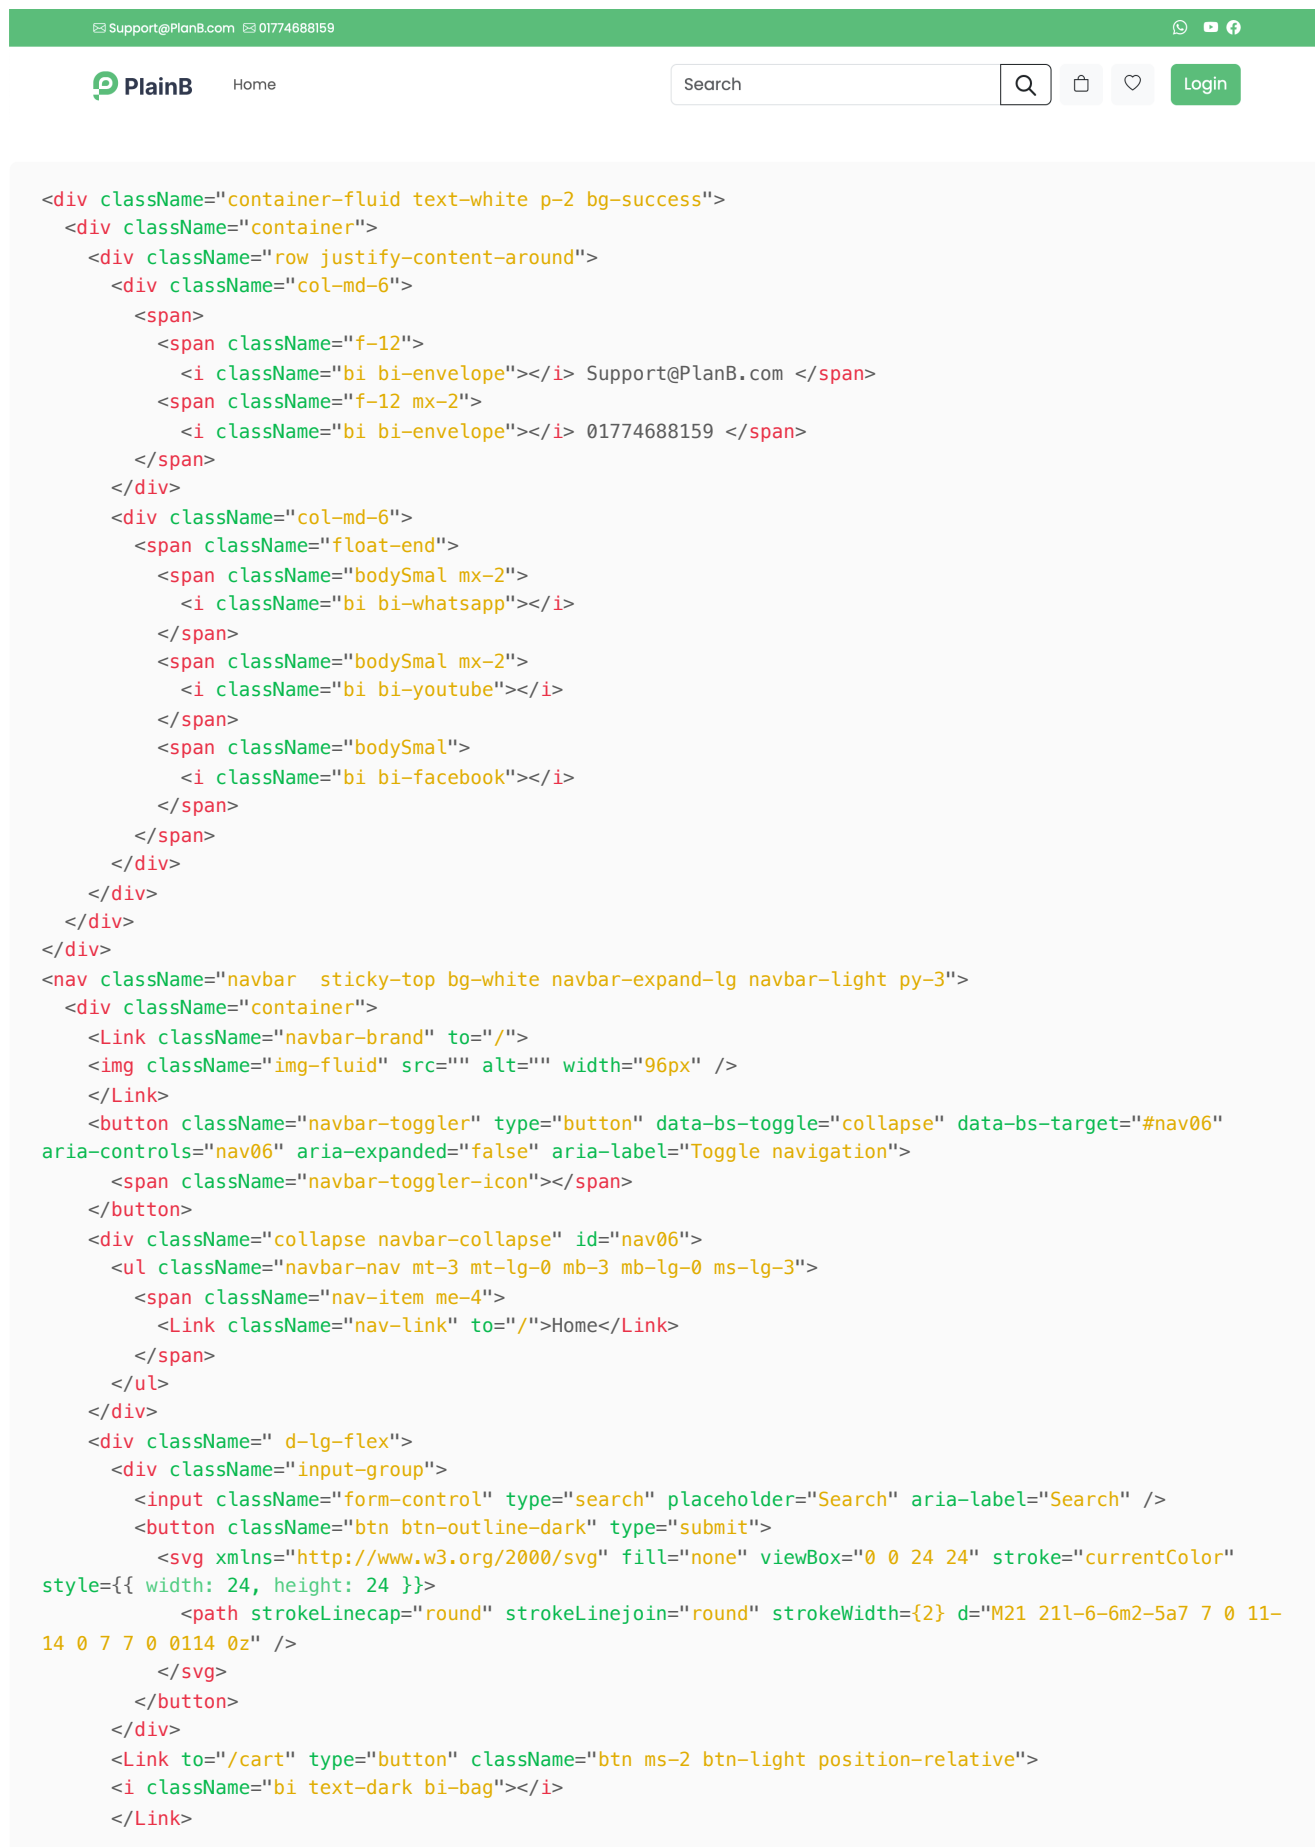 Support@PlanB.com 01774688159
PlainB Home Search Login
<div className="container-fluid text-white p-2 bg-success">
  <div className="container">
    <div className="row justify-content-around">
      <div className="col-md-6">
        <span>
          <span className="f-12">
            <i className="bi bi-envelope"></i> Support@PlanB.com </span>
          <span className="f-12 mx-2">
            <i className="bi bi-envelope"></i> 01774688159 </span>
        </span>
      </div>
      <div className="col-md-6">
        <span className="float-end">
          <span className="bodySmal mx-2">
            <i className="bi bi-whatsapp"></i>
          </span>
          <span className="bodySmal mx-2">
            <i className="bi bi-youtube"></i>
          </span>
          <span className="bodySmal">
            <i className="bi bi-facebook"></i>
          </span>
        </span>
      </div>
    </div>
  </div>
</div>
<nav className="navbar  sticky-top bg-white navbar-expand-lg navbar-light py-3">
  <div className="container">
    <Link className="navbar-brand" to="/">
    <img className="img-fluid" src="" alt="" width="96px" />
    </Link>
    <button className="navbar-toggler" type="button" data-bs-toggle="collapse" data-bs-target="#nav06"
aria-controls="nav06" aria-expanded="false" aria-label="Toggle navigation">
      <span className="navbar-toggler-icon"></span>
    </button>
    <div className="collapse navbar-collapse" id="nav06">
      <ul className="navbar-nav mt-3 mt-lg-0 mb-3 mb-lg-0 ms-lg-3">
        <span className="nav-item me-4">
          <Link className="nav-link" to="/">Home</Link>
        </span>
      </ul>
    </div>
    <div className=" d-lg-flex">
      <div className="input-group">
        <input className="form-control" type="search" placeholder="Search" aria-label="Search" />
        <button className="btn btn-outline-dark" type="submit">
          <svg xmlns="http://www.w3.org/2000/svg" fill="none" viewBox="0 0 24 24" stroke="currentColor"
style={{ width: 24, height: 24 }}>
            <path strokeLinecap="round" strokeLinejoin="round" strokeWidth={2} d="M21 21l-6-6m2-5a7 7 0 11-
14 0 7 7 0 0114 0z" />
          </svg>
        </button>
      </div>
      <Link to="/cart" type="button" className="btn ms-2 btn-light position-relative">
      <i className="bi text-dark bi-bag"></i>
      </Link>